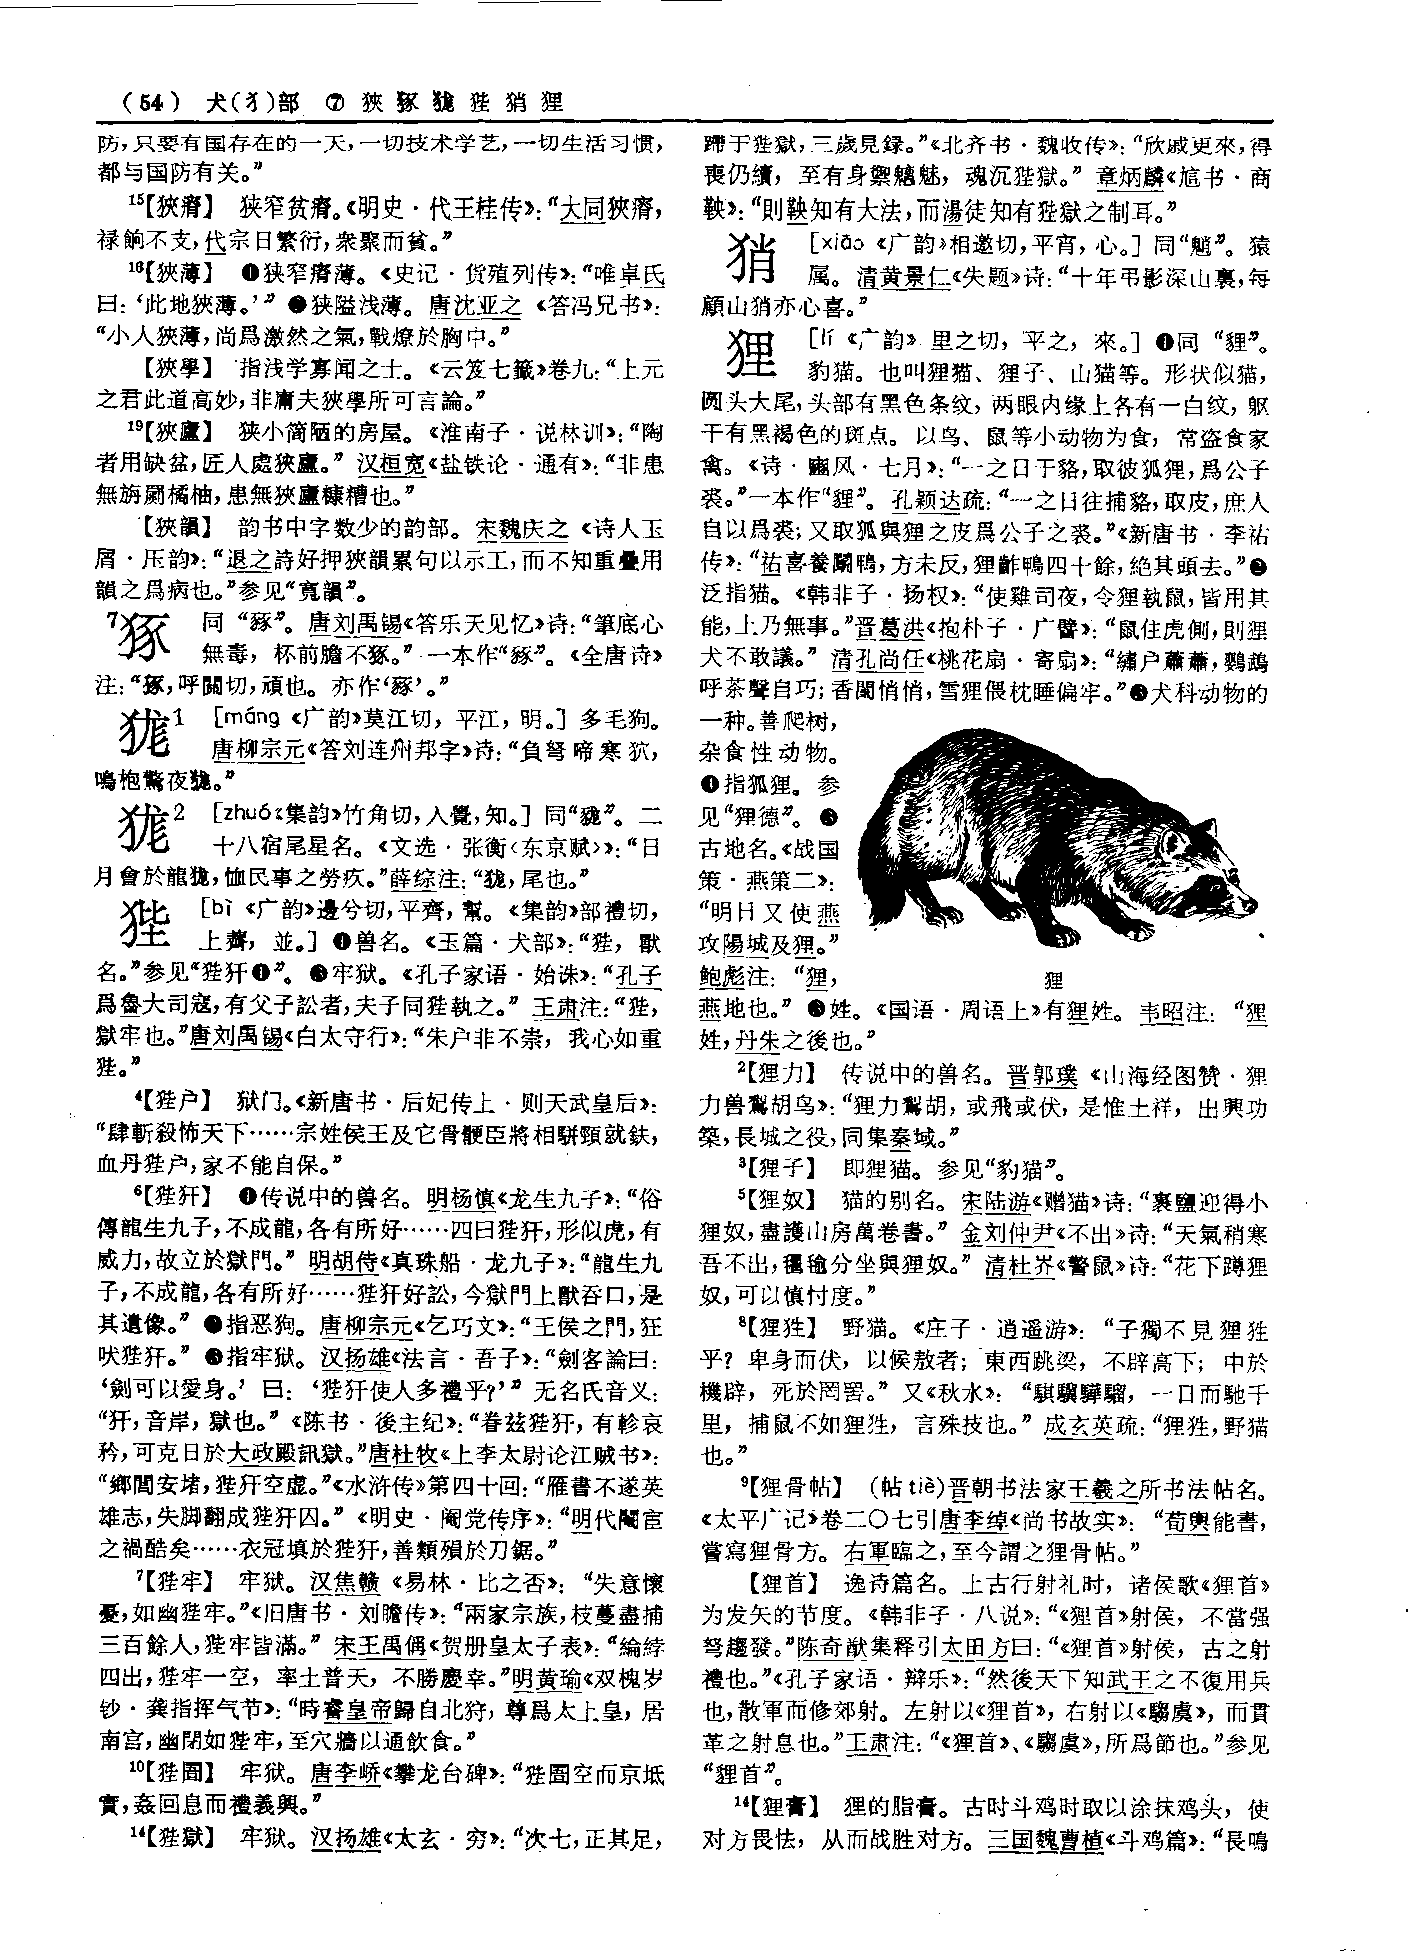 (54) 犬(犭)部 ⑦ 狹豥狵狴猏狸
防,只要有国存在的一天,一切技术学艺,一切生活习惯,
都与国防有关。”
15【狹瘠】 狭窄贫瘠。《明史·代王桂传》:“大同狹瘠,
禄餉不支,代宗日繁衍,衆聚而貧。”
16【狹薄】 ❶狭窄瘠薄。《史记·货殖列传》:“唯卓氏
曰:‘此地狹薄。’” ❷狭隘浅薄。唐沈亚之《答冯兄书》:
“小人狹薄,尚爲激然之氣,戰燎於胸中。”
【狹學】 指浅学寡闻之士。《云笈七籤》卷九:“上元
之君此道高妙,非庸夫狹學所可言論。”
19【狹廬】 狭小简陋的房屋。《淮南子·说林训》:“陶
者用缺盆,匠人處狹廬。” 汉桓宽《盐铁论·通有》:“非患
無旃罽橘柚,患無狹廬糠糟也。”
【狹韻】 韵书中字数少的韵部。宋魏庆之《诗人玉
屑·压韵》:“退之詩好押狹韻累句以示工,而不知重疊用
韻之爲病也。”参见“寬韻”。
7 同“豥”。唐刘禹锡《答乐天见忆》诗:“筆底心
無毒,杯前膽不。” 一本作“”。《全唐诗》
注:“,呼關切,頑也。亦作‘’。”
狵1 [máng 《广韵》莫江切,平江,明。] 多毛狗。
唐柳宗元《答刘连州邦字》诗:“負弩啼寒狖,
鳴枹驚夜狵。”
狵2 [zhuó《集韵》竹角切,入覺,知。] 同“”。二
十八宿尾星名。《文选·张衡〈东京赋〉》:“日
月會於龍狵,恤民事之勞疚。”薛综注:“狵,尾也。”
狴 [bì 《广韵》邊兮切,平齊,幫。《集韵》部禮切,
上薺,並。] ❶兽名。《玉篇·犬部》:“狴,獸
名。”参见“狴犴❶”。 ❷牢狱。《孔子家语·始诛》:“孔子
爲魯大司寇,有父子訟者,夫子同狴執之。” 王肃注:“狴,
獄牢也。”唐刘禹锡《白太守行》:“朱户非不崇,我心如重
狴。”
4【狴户】 獄门。《新唐书·后妃传上·则天武皇后》:
“肆斬殺怖天下……宗姓侯王及它骨鯁臣將相駢頸就鈇,
血丹狴户,家不能自保。”
6【狴犴】 ❶传说中的兽名。明杨慎《龙生九子》:“俗
傳龍生九子,不成龍,各有所好……四曰狴犴,形似虎,有
威力,故立於獄門。” 明胡侍《真珠船·龙九子》:“龍生九
子,不成龍,各有所好……狴犴好訟,今獄門上獸吞口,是
其遺像。” ❷指恶狗。唐柳宗元《乞巧文》:“王侯之門,狂
吠狴犴。” ❸指牢狱。汉扬雄《法言·吾子》:“劍客論曰:
‘劍可以愛身。’ 曰:‘狴犴使人多禮乎?’” 无名氏音义:
“犴,音岸,獄也。”《陈书·後主纪》:“眷兹狴犴,有軫哀
矜,可克日於大政殿訊獄。”唐杜牧《上李太尉论江贼书》:
“鄉閭安堵,狴犴空虚。”《水浒传》第四十回:“雁書不遂英
雄志,失脚翻成狴犴囚。”《明史·阉党传序》:“明代閹宦
之禍酷矣……衣冠填於狴犴,善類殞於刀鋸。”
7【狴牢】 牢狱。汉焦赣《易林·比之否》:“失意懷
憂,如幽狴牢。”《旧唐书·刘瞻传》:“兩家宗族,枝蔓盡捕
三百餘人,狴牢皆滿。” 宋王禹偁《贺册皇太子表》:“綸綍
四出,狴牢一空,率土普天,不勝慶幸。”明黄瑜《双槐岁
钞·龚指挥气节》:“時睿皇帝歸自北狩,尊爲太上皇,居
南宫,幽閉如狴牢,至穴牆以通飲食。”
10【狴圄】 牢狱。唐李峤《攀龙台碑》:“狴圄空而京坻
實,姦回息而禮義興。”
14【狴獄】 牢狱。汉扬雄《太玄·穷》:“次七,正其足,
蹛于狴獄,三歲見録。”《北齐书·魏收传》:“欣戚更來,得
喪仍續,至有身禦魑魅,魂沉狴獄。” 章炳麟《訄书·商
鞅》:“則鞅知有大法,而湯徒知有狴獄之制耳。”
猏 [xiāo 《广韵》相邀切,平宵,心。] 同“魈”。猿
属。清黄景仁《失题》诗:“十年弔影深山裏,每
顧山猏亦心喜。”
狸 [lí 《广韵》里之切,平之,來。] ❶同“貍”。
豹猫。也叫狸猫、狸子、山猫等。形状似猫,
圆头大尾,头部有黑色条纹,两眼内缘上各有一白纹,躯
干有黑褐色的斑点。以鸟、鼠等小动物为食,常盗食家
禽。《诗·豳风·七月》:“一之日于貉,取彼狐狸,爲公子
裘。”一本作“貍”。孔颖达疏:“一之日往捕貉,取皮,庶人
自以爲裘;又取狐與狸之皮爲公子之裘。”《新唐书·李祐
传》:“祐喜養鬭鴨,方未反,狸齚鴨四十餘,绝其頭去。”❷
泛指猫。《韩非子·扬权》:“使雞司夜,令狸執鼠,皆用其
能,上乃無事。”晋葛洪《抱朴子·广譬》:“鼠住虎側,則狸
犬不敢議。” 清孔尚任《桃花扇·寄扇》:“繡户蕭蕭,鸚鵡
呼茶聲自巧;香閨悄悄,雪狸偎枕睡偏牢。”❸犬科动物的
一种。善爬树,
杂食性动物。
❹指狐狸。参
见“狸德”。❺
古地名。《战国
策·燕策二》:
“明日又使燕
攻陽城及狸。”
鲍彪注:“狸,
狸
燕地也。” ❻姓。《国语·周语上》有狸姓。韦昭注:“狸
姓,丹朱之後也。”
2【狸力】 传说中的兽名。晋郭璞《山海经图赞·狸
力兽鴽胡鸟》:“狸力鴽胡,或飛或伏,是惟土祥,出興功
築,長城之役,同集秦域。”
3【狸子】 即狸猫。参见“豹猫”。
5【狸奴】 猫的别名。宋陆游《赠猫》诗:“裹鹽迎得小
狸奴,盡護山房萬卷書。” 金刘仲尹《不出》诗:“天氣稍寒
吾不出,氍毹分坐與狸奴。” 清杜岕《警鼠》诗:“花下蹲狸
奴,可以慎忖度。”
8【狸狌】 野猫。《庄子·逍遥游》:“子獨不見狸狌
乎?卑身而伏,以候敖者;東西跳梁,不辟高下;中於
機辟,死於罔罟。” 又《秋水》:“騏驥驊騮,一日而馳千
里,捕鼠不如狸狌,言殊技也。” 成玄英疏:“狸狌,野猫
也。”
9【狸骨帖】 (帖tiè)晋朝书法家王羲之所书法帖名。
《太平广记》卷二〇七引唐李绰《尚书故实》:“荀輿能書,
嘗寫狸骨方。右軍臨之,至今謂之狸骨帖。”
【狸首】 逸诗篇名。上古行射礼时,诸侯歌《狸首》
为发矢的节度。《韩非子·八说》:“《狸首》射侯,不當强
弩趨發。”陈奇猷集释引太田方曰:“《狸首》射侯,古之射
禮也。”《孔子家语·辩乐》:“然後天下知武王之不復用兵
也,散軍而修郊射。左射以《狸首》,右射以《騶虞》,而貫
革之射息也。”王肃注:“《狸首》、《騶虞》,所爲節也。”参见
“貍首”。
14【狸膏】 狸的脂膏。古时斗鸡时取以涂抹鸡头,使
对方畏怯,从而战胜对方。三国魏曹植《斗鸡篇》:“長鳴